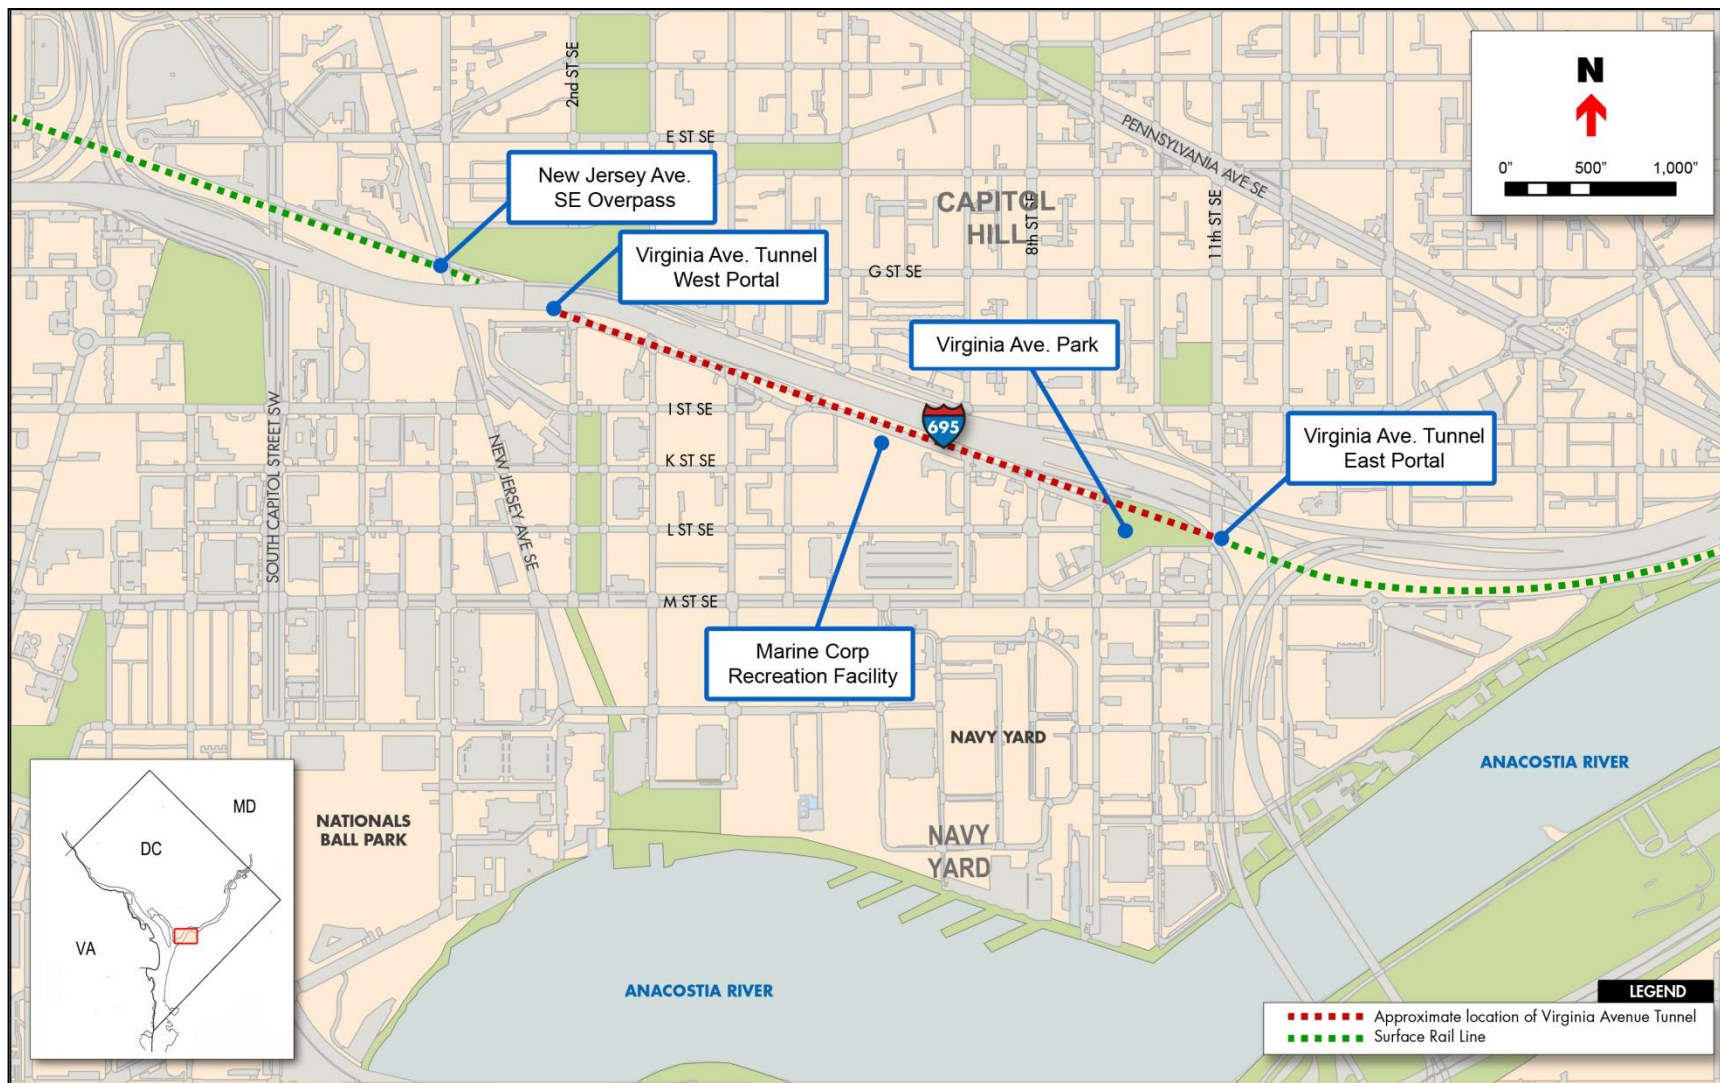 2nd ST SE
E ST SE
PENNSYLVANIA AVE SE
N
0"
500"
1,000"
New Jersey Ave.
SE Overpass
CAPITOL
HILL
8th ST SE
11th ST SE
Virginia Ave. Tunnel
West Portal
G ST SE
Virginia Ave. Park
SOUTH CAPITOL STREET SW
NEW JERSEY AVE SE
I ST SE
695
K ST SE
Virginia Ave. Tunnel
East Portal
L ST SE
M ST SE
Marine Corp
Recreation Facility
NAVY YARD
ANACOSTIA RIVER
NATIONALS
BALL PARK
NAVY
YARD
MD
DC
VA
ANACOSTIA RIVER
LEGEND
Approximate location of Virginia Avenue Tunnel
Surface Rail Line